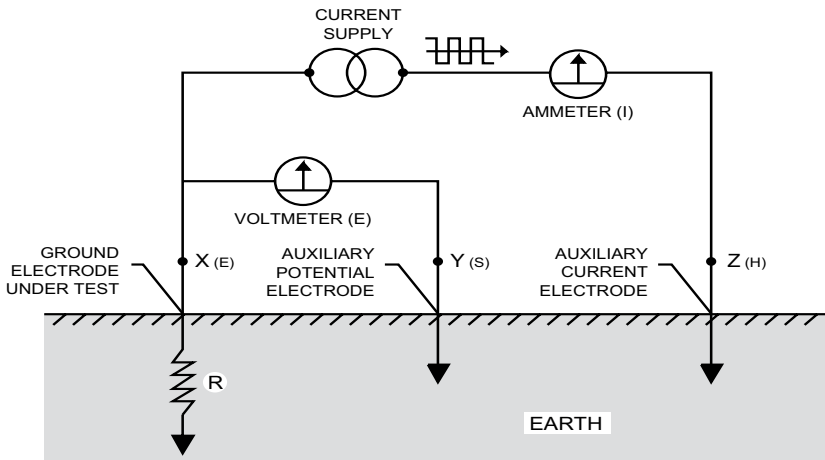 CURRENT
SUPPLY
AMMETER (I)
VOLTMETER (E)
GROUND
ELECTRODE
UNDER TEST
X (E)
AUXILIARY
POTENTIAL
ELECTRODE
Y (S)
AUXILIARY
CURRENT
ELECTRODE
Z (H)
R
EARTH